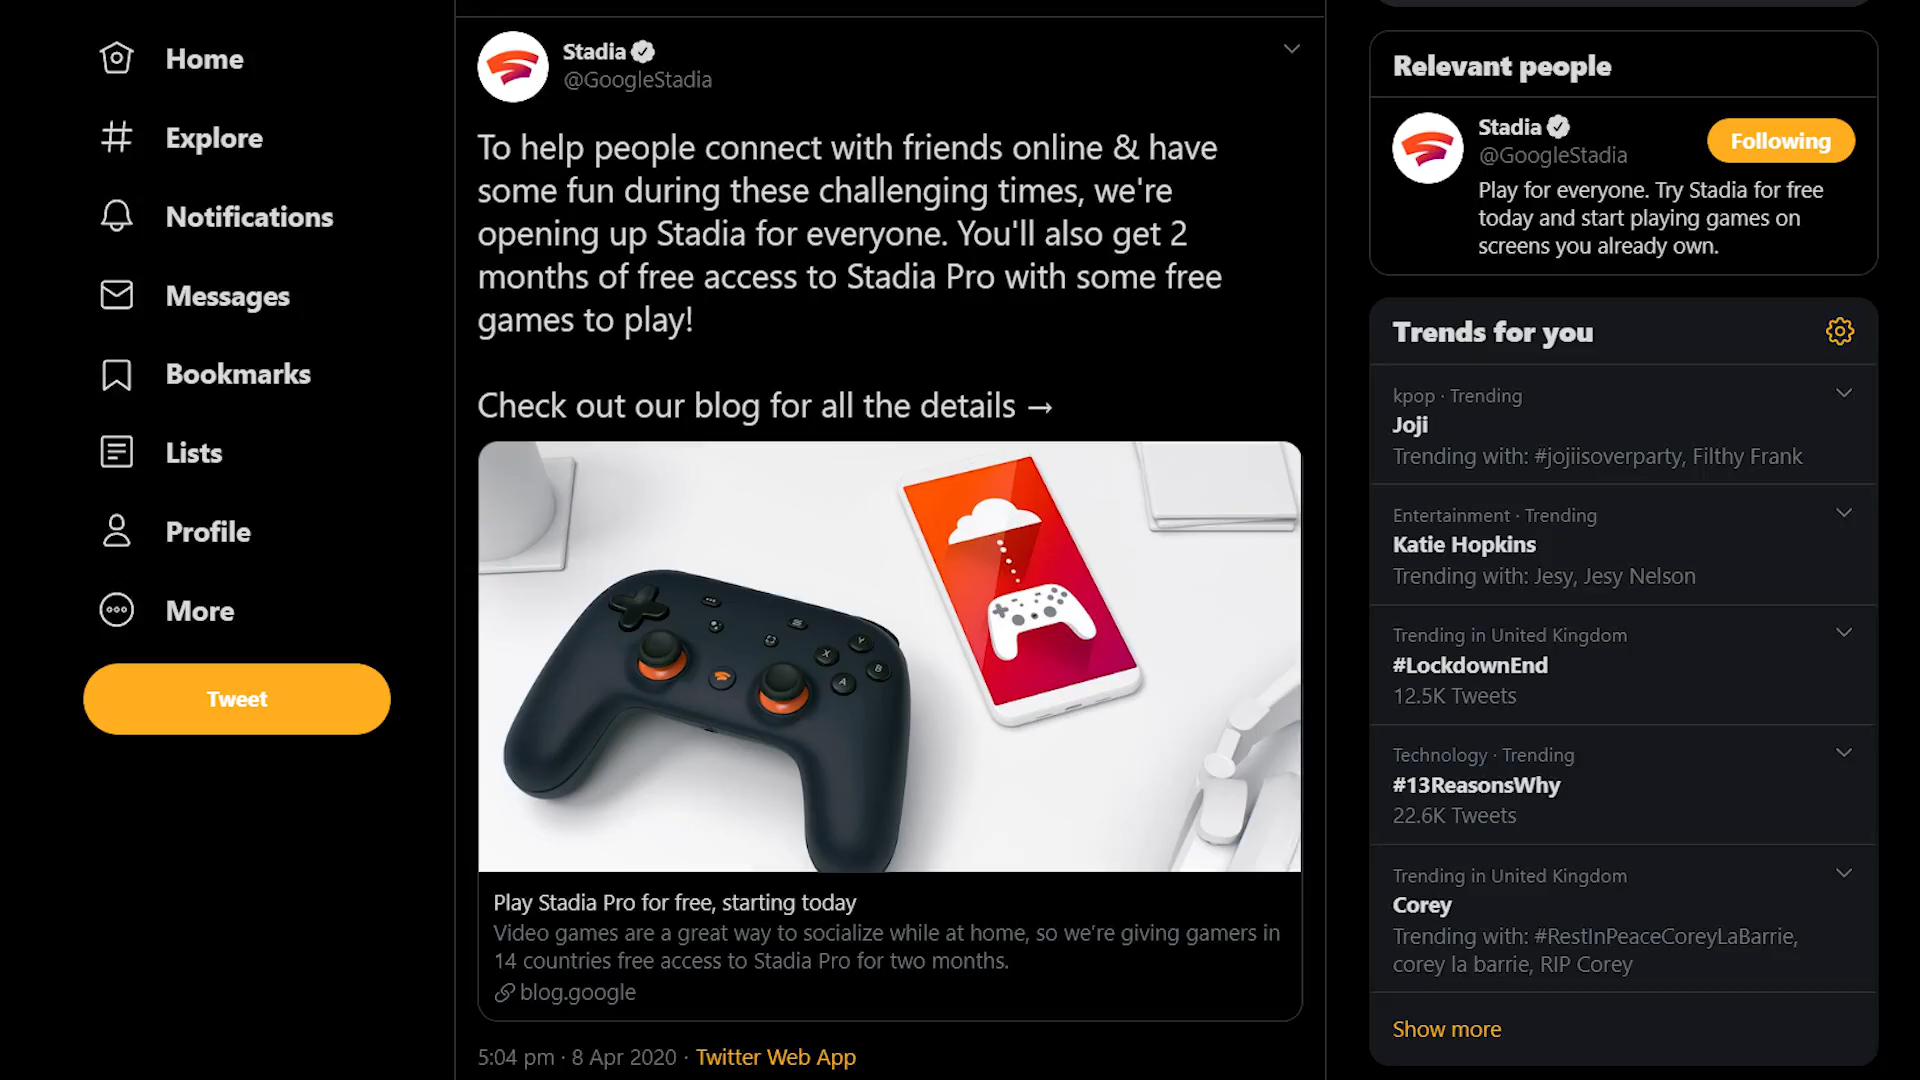 Home
Explore
Notifications
Messages
Bookmarks
Lists
Profile
More
Tweet
Stadia
@GoogleStadia
To help people connect with friends online & have
some fun during these challenging times, we're
opening up Stadia for everyone. You'll also get 2
months of free access to Stadia Pro with some free
games to play!
Check out our blog for all the details →
Y
X
B
A
Play Stadia Pro for free, starting today
Video games are a great way to socialize while at home, so we're giving gamers in
14 countries free access to Stadia Pro for two months.
blog.google
5:04 pm · 8 Apr 2020 · Twitter Web App
Relevant people
Stadia
@GoogleStadia
Following
Play for everyone. Try Stadia for free
today and start playing games on
screens you already own.
Trends for you
kpop · Trending
Joji
Trending with: #jojiisoverparty, Filthy Frank
Entertainment · Trending
Katie Hopkins
Trending with: Jesy, Jesy Nelson
Trending in United Kingdom
#LockdownEnd
12.5K Tweets
Technology · Trending
#13ReasonsWhy
22.6K Tweets
Trending in United Kingdom
Corey
Trending with: #RestInPeaceCoreyLaBarrie,
corey la barrie, RIP Corey
Show more